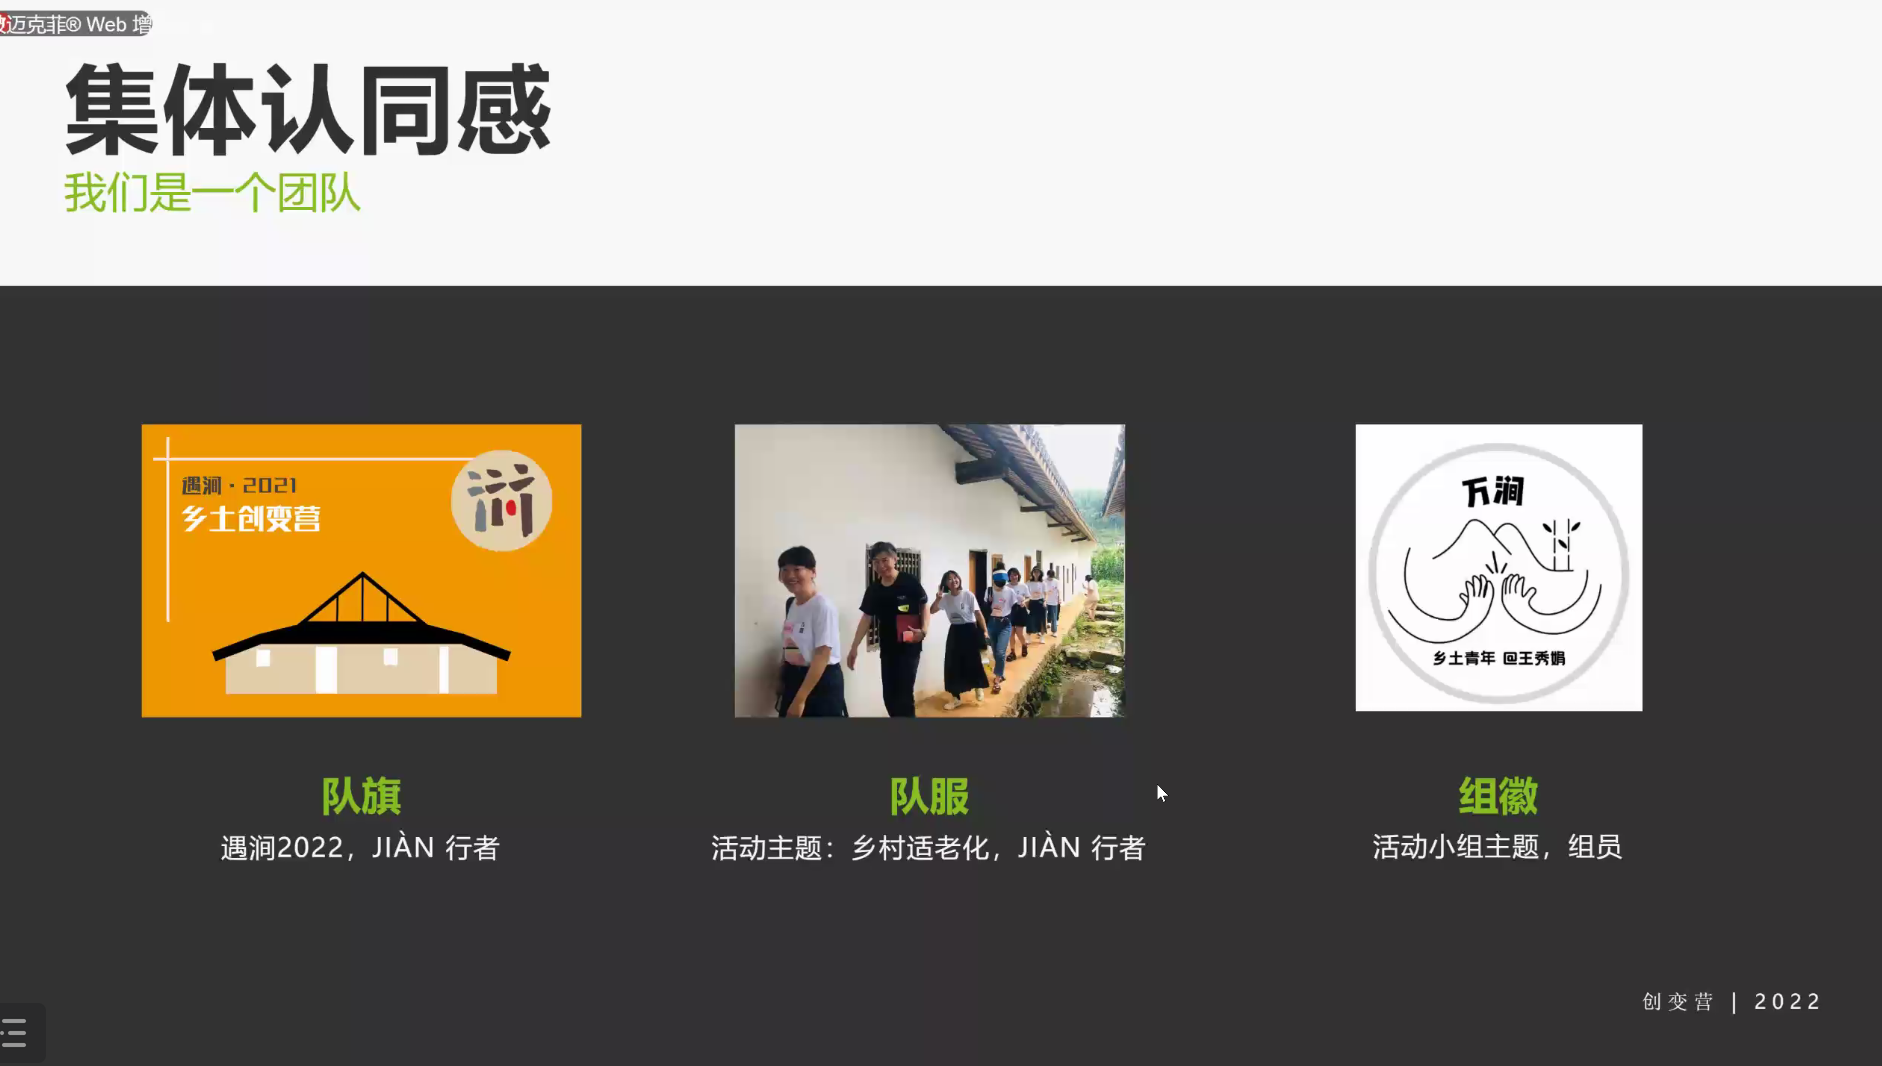 迈克菲® Web 增
集体认同感
我们是一个团队
遇涧·2021
乡土创变营
涧
万涧
乡土青年 @王秀娟
队旗
遇涧2022，JIÀN 行者
队服
活动主题：乡村适老化，JIÀN 行者
组徽
活动小组主题，组员
创变营 | 2022